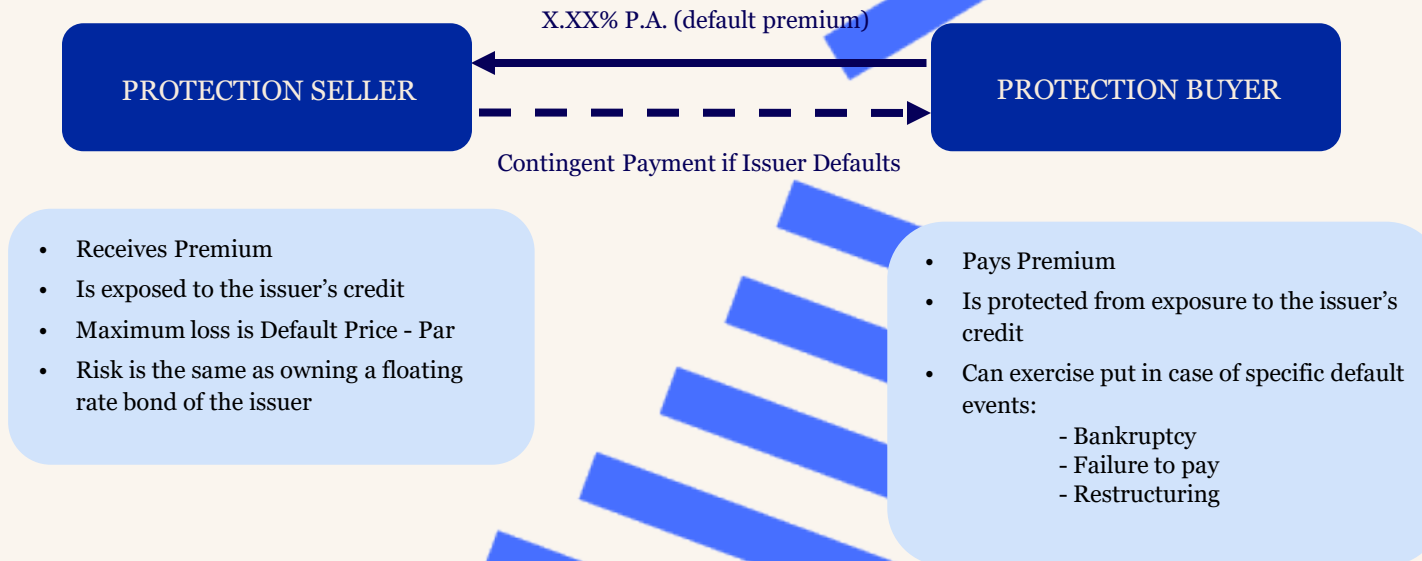 X.XX% P.A. (default premium)
PROTECTION SELLER
PROTECTION BUYER
Contingent Payment if Issuer Defaults
• Receives Premium
• Is exposed to the issuer’s credit
• Maximum loss is Default Price - Par
• Risk is the same as owning a floating
rate bond of the issuer
• Pays Premium
• Is protected from exposure to the issuer’s
credit
• Can exercise put in case of specific default
events:
- Bankruptcy
- Failure to pay
- Restructuring